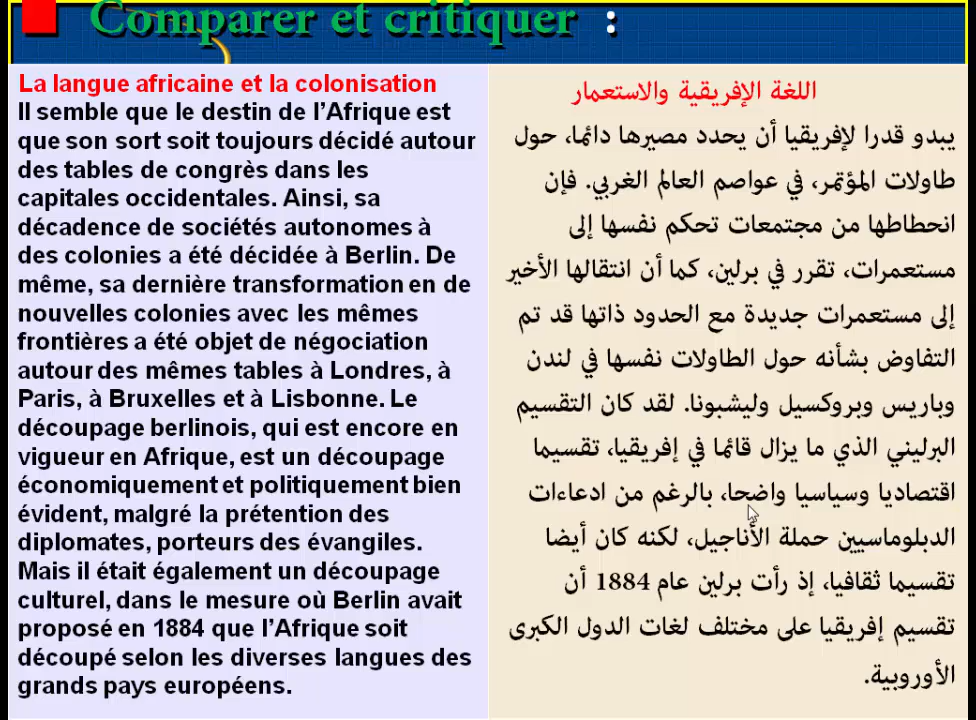 Comparer et critiquer :
La langue africaine et la colonisation
Il semble que le destin de l’Afrique est
que son sort soit toujours décidé autour
des tables de congrès dans les
capitales occidentales. Ainsi, sa
décadence de sociétés autonomes à
des colonies a été décidée à Berlin. De
même, sa dernière transformation en de
nouvelles colonies avec les mêmes
frontières a été objet de négociation
autour des mêmes tables à Londres, à
Paris, à Bruxelles et à Lisbonne. Le
découpage berlinois, qui est encore en
vigueur en Afrique, est un découpage
économiquement et politiquement bien
évident, malgré la prétention des
diplomates, porteurs des évangiles.
Mais il était également un découpage
culturel, dans le mesure où Berlin avait
proposé en 1884 que l’Afrique soit
découpé selon les diverses langues des
grands pays européens.
اللغة الإفريقية والاستعمار
يبدو قدرا لإفريقيا أن يحدد مصيرها دائما، حول
طاولات المؤتمر، في عواصم العالم الغربي. فإن
انحطاطها من مجتمعات تحكم نفسها إلى
مستعمرات، تقرر في برلين، كما أن انتقالها الأخير
إلى مستعمرات جديدة مع الحدود ذاتها قد تم
التفاوض بشأنه حول الطاولات نفسها في لندن
وباريس وبروكسيل وليشبونا. لقد كان التقسيم
البرليني الذي ما يزال قائما في إفريقيا، تقسيما
اقتصاديا وسياسيا واضحا، بالرغم من ادعاءات
الدبلوماسيين حملة الأناجيل، لكنه كان أيضا
تقسيما ثقافيا، إذ رأت برلين عام 1884 أن
تقسيم إفريقيا على مختلف لغات الدول الكبرى
الأوروبية.